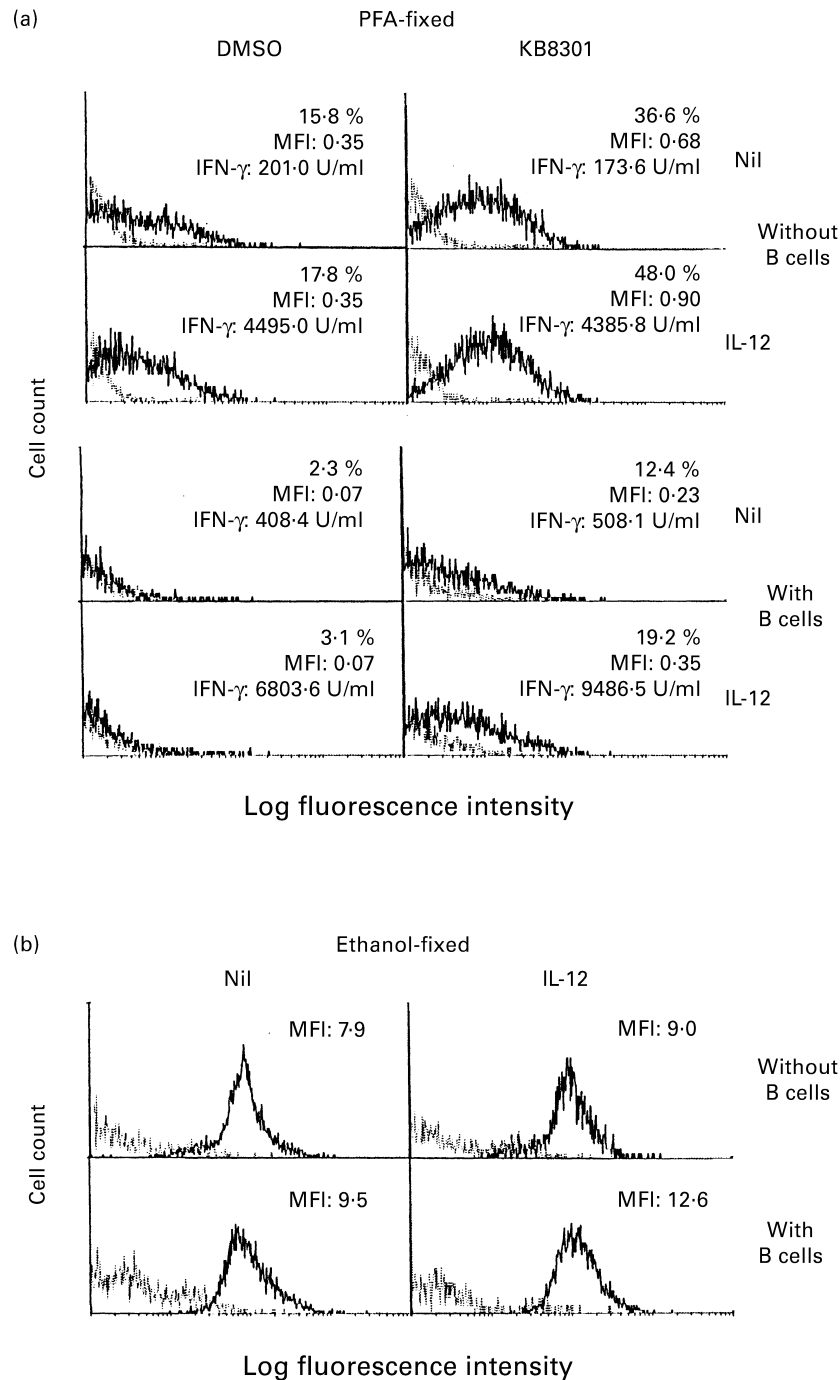 (a)
PFA-fixed
DMSO
KB8301
15·8 %
MFI: 0·35
IFN-γ: 201·0 U/ml
36·6 %
MFI: 0·68
IFN-γ: 173·6 U/ml
Nil
Without
B cells
17·8 %
MFI: 0·35
IFN-γ: 4495·0 U/ml
48·0 %
MFI: 0·90
IFN-γ: 4385·8 U/ml
IL-12
Cell count
2·3 %
MFI: 0·07
IFN-γ: 408·4 U/ml
12·4 %
MFI: 0·23
IFN-γ: 508·1 U/ml
Nil
With
B cells
3·1 %
MFI: 0·07
IFN-γ: 6803·6 U/ml
19·2 %
MFI: 0·35
IFN-γ: 9486·5 U/ml
IL-12
Log fluorescence intensity
(b)
Ethanol-fixed
Nil
IL-12
MFI: 7·9
MFI: 9·0
Without
B cells
Cell count
MFI: 9·5
MFI: 12·6
With
B cells
Log fluorescence intensity